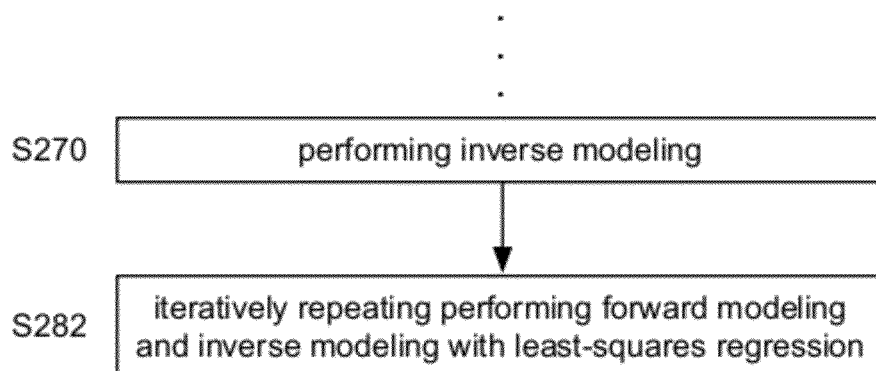 S270 performing inverse modeling
S282 iteratively repeating performing forward modeling
and inverse modeling with least-squares regression